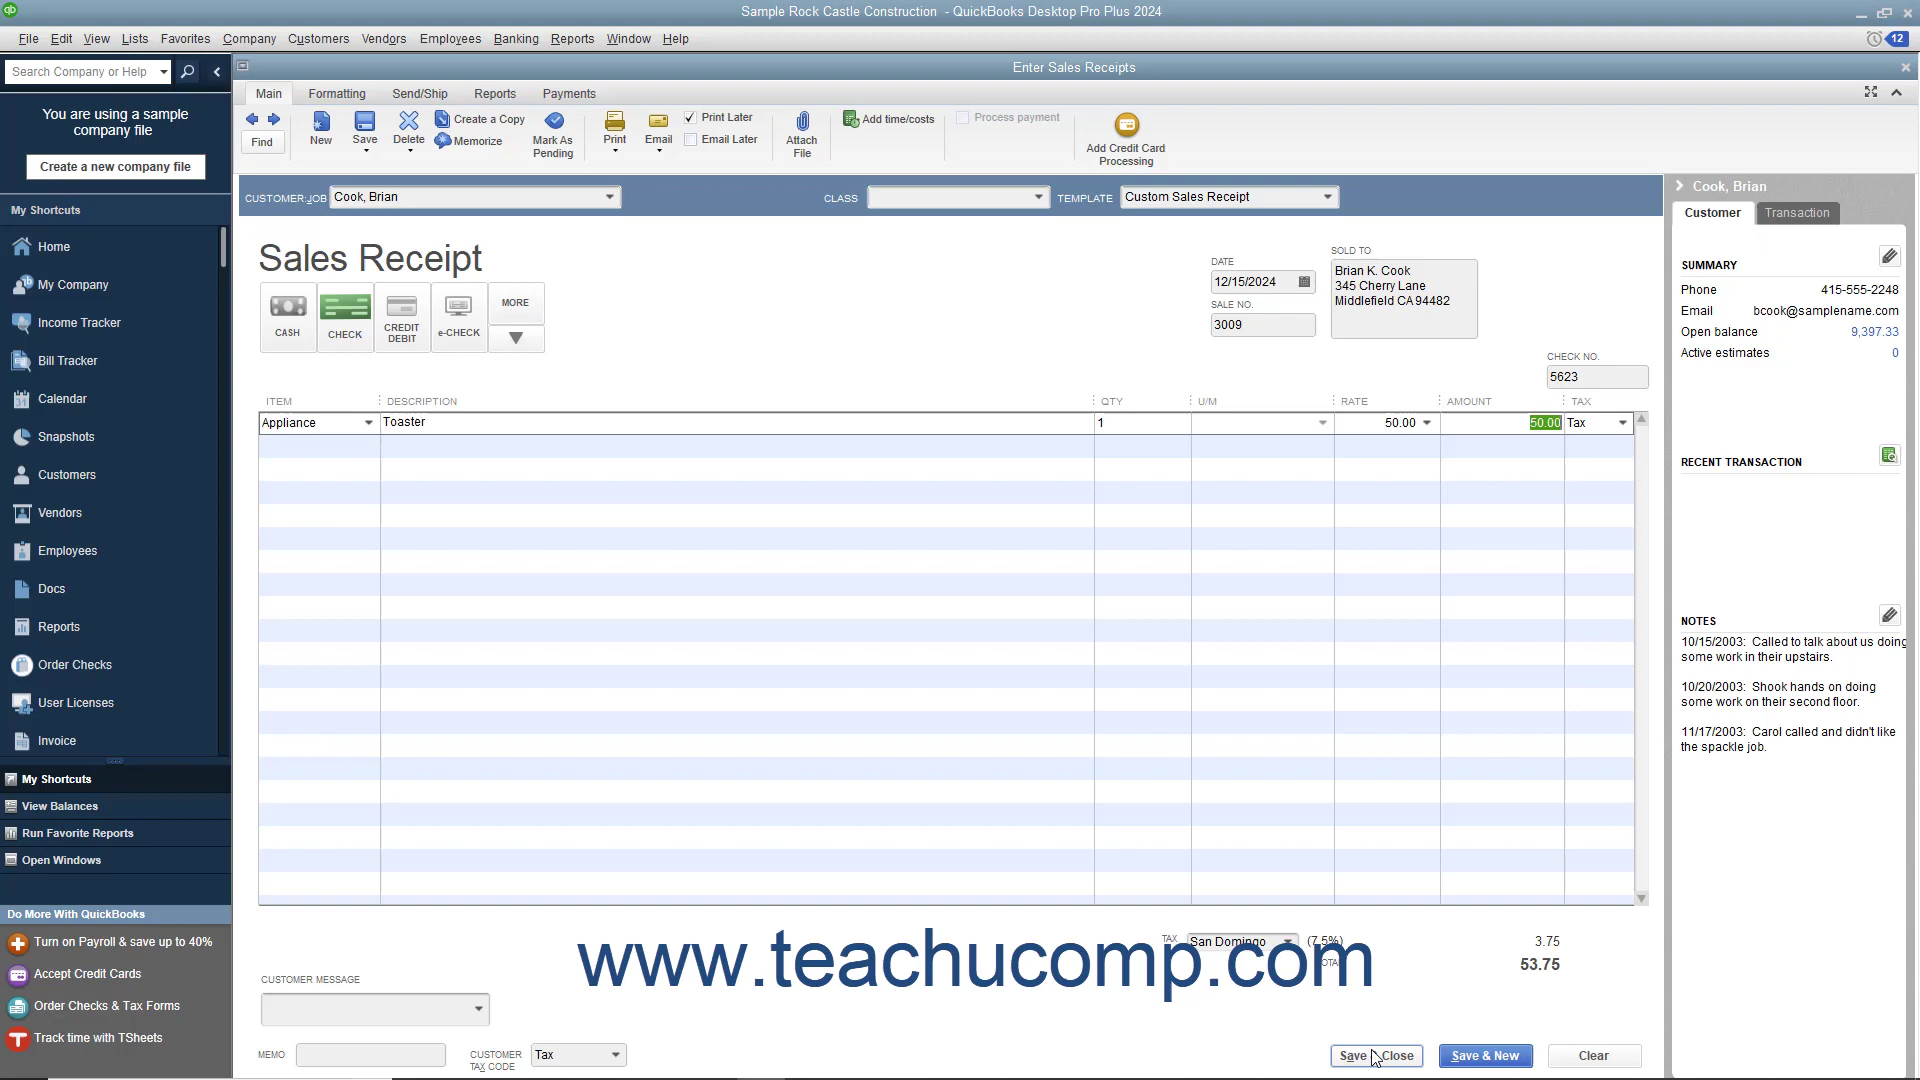 Sample Rock Castle Construction - QuickBooks Desktop Pro Plus 2024
File Edit View Lists Favorites Company Customers Vendors Employees Banking Reports Window Help
12
Search Company or Help
Enter Sales Receipts
You are using a sample
company file
Create a new company file
My Shortcuts
Home
My Company
Income Tracker
Bill Tracker
Calendar
Snapshots
Customers
Vendors
Employees
Docs
Reports
Order Checks
User Licenses
Invoice
My Shortcuts
View Balances
Run Favorite Reports
Open Windows
Do More With QuickBooks
Turn on Payroll & save up to 40%
Accept Credit Cards
Order Checks & Tax Forms
Track time with TSheets
Main Formatting Send/Ship Reports Payments
Find
New
Save
Delete
Create a Copy
Memorize
Mark As
Pending
Print
Email
Print Later
Email Later
Attach
File
Add time/costs
Process payment
Add Credit Card
Processing
CUSTOMER:JOB Cook, Brian
CLASS
TEMPLATE Custom Sales Receipt
Sales Receipt
CASH
CHECK
CREDIT
DEBIT
e-CHECK
MORE
DATE
12/15/2024
SALE NO.
3009
SOLD TO
Brian K. Cook
345 Cherry Lane
Middlefield CA 94482
CHECK NO.
5623
ITEM DESCRIPTION QTY U/M RATE AMOUNT TAX
Appliance Toaster 1 50.00 50.00 Tax
TAX San Domingo (7.5%) 3.75
53.75
www.teachucomp.com
CUSTOMER MESSAGE
MEMO
CUSTOMER
TAX CODE
Tax
Save Close
Save & New
Clear
Cook, Brian
Customer Transaction
SUMMARY
Phone 415-555-2248
Email bcook@samplename.com
Open balance 9,397.33
Active estimates 0
RECENT TRANSACTION
NOTES
10/15/2003: Called to talk about us doing
some work in their upstairs.
10/20/2003: Shook hands on doing
some work on their second floor.
11/17/2003: Carol called and didn't like
the spackle job.